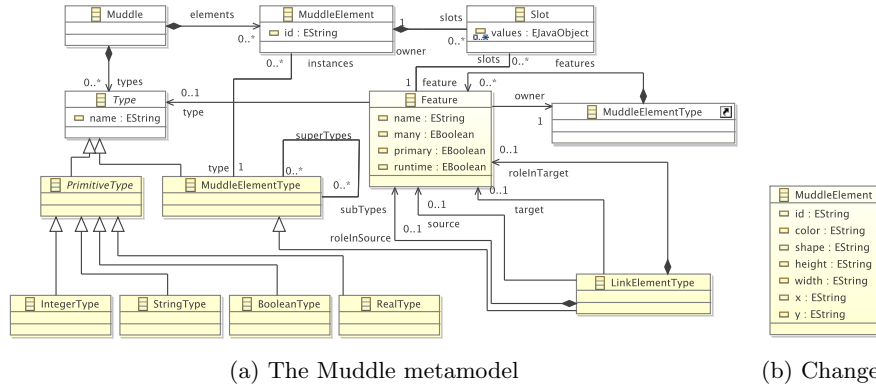 Muddle
elements
0..*
MuddleElement
id : EString
1
owner
slots
0..*
Slot
values : EJavaObject
0..*
instances
0..*
slots
0..*
features
0..*
types
0..*
0..1
type
1
feature
Type
name : EString
Feature
name : EString
many : EBoolean
primary : EBoolean
runtime : EBoolean
owner
1
MuddleElementType
superTypes
0..*
0..*
subTypes
type
1
PrimitiveType
MuddleElementType
0..1
roleInTarget
0..1
target
0..1
source
0..1
roleInSource
LinkElementType
IntegerType
StringType
BooleanType
RealType
MuddleElement
id : EString
color : EString
shape : EString
height : EString
width : EString
x : EString
y : EString
(a) The Muddle metamodel
(b) Change